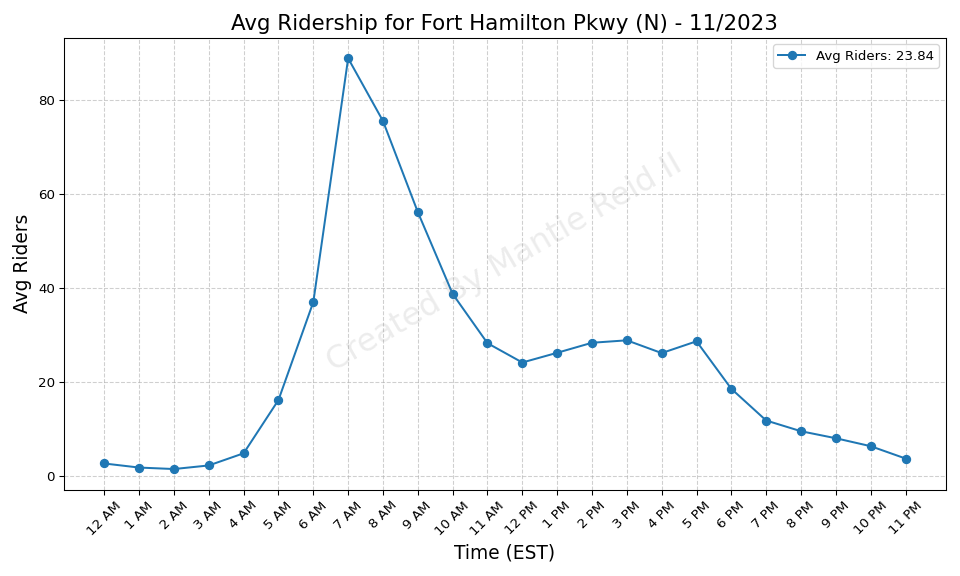 Avg Ridership for Fort Hamilton Pkwy (N) - 11/2023
Avg Riders: 23.84
Avg Riders
80
60
40
20
0
Created By Mantie Reid II
12 AM 1 AM 2 AM 3 AM 4 AM 5 AM 6 AM 7 AM 8 AM 9 AM 10 AM 11 AM 12 PM 1 PM 2 PM 3 PM 4 PM 5 PM 6 PM 7 PM 8 PM 9 PM 10 PM 11 PM
Time (EST)